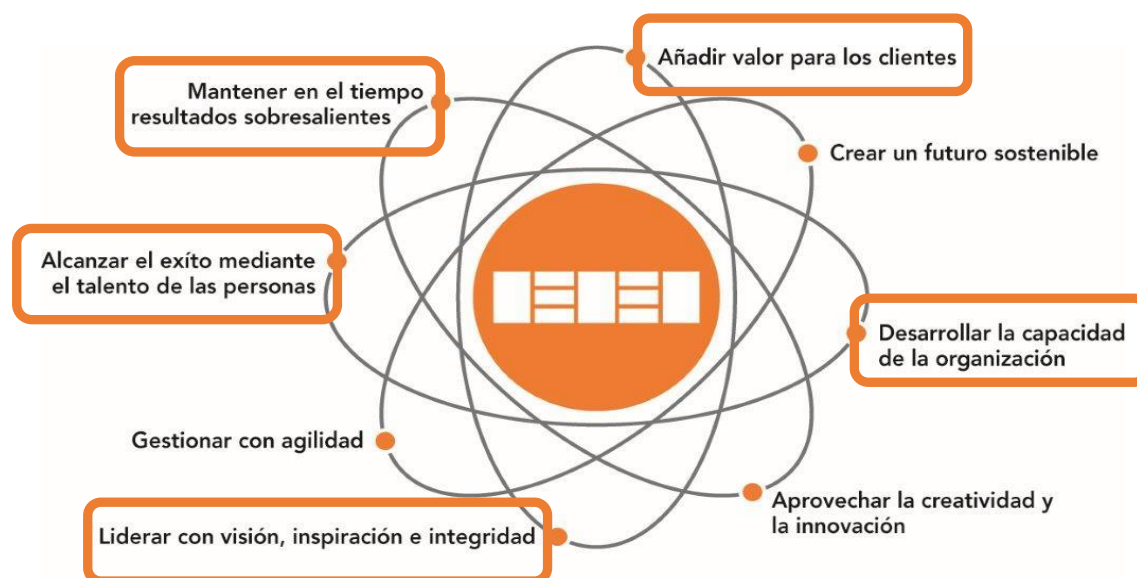 Añadir valor para los clientes
Mantener en el tiempo
resultados sobresalientes
Crear un futuro sostenible
Alcanzar el exíto mediante
el talento de las personas
Desarrollar la capacidad
de la organización
Gestionar con agilidad
Aprovechar la creatividad y
la innovación
Liderar con visión, inspiración e integridad